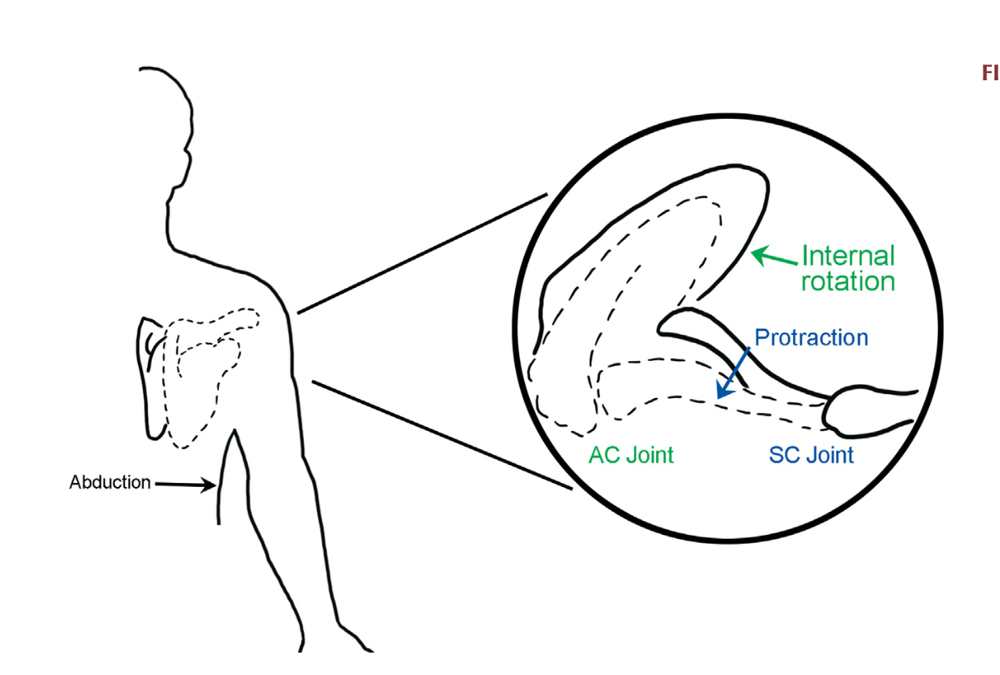 FI
Internal
rotation
Protraction
AC Joint
SC Joint
Abduction